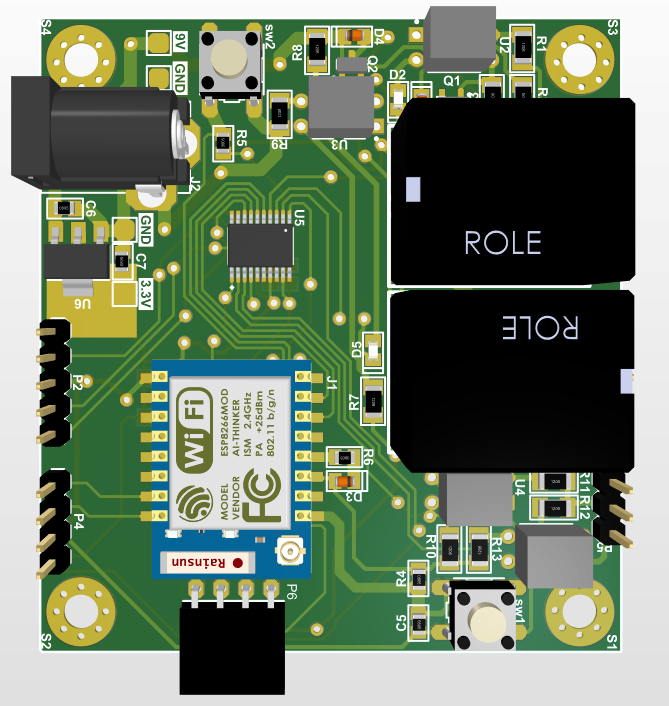 S4
9V
GND
sw2
R8
D4
Q2
U2
R1
S3
D2
Q1
R
R9
U3
R5
J2
C6
GND
U5
C7
3.3V
U6
ROLE
ROLE
D5
R7
P2
J1
WiFi
ESP8266MOD
AI-THINKER
ISM 2.4GHz
PA +25dBm
802.11 b/g/n
MODEL
VENDOR
FC
R6
D3
P4
U4
R11
R12
R10
R13
P5
Rainsun
P6
R4
C5
sw1
S2
S1